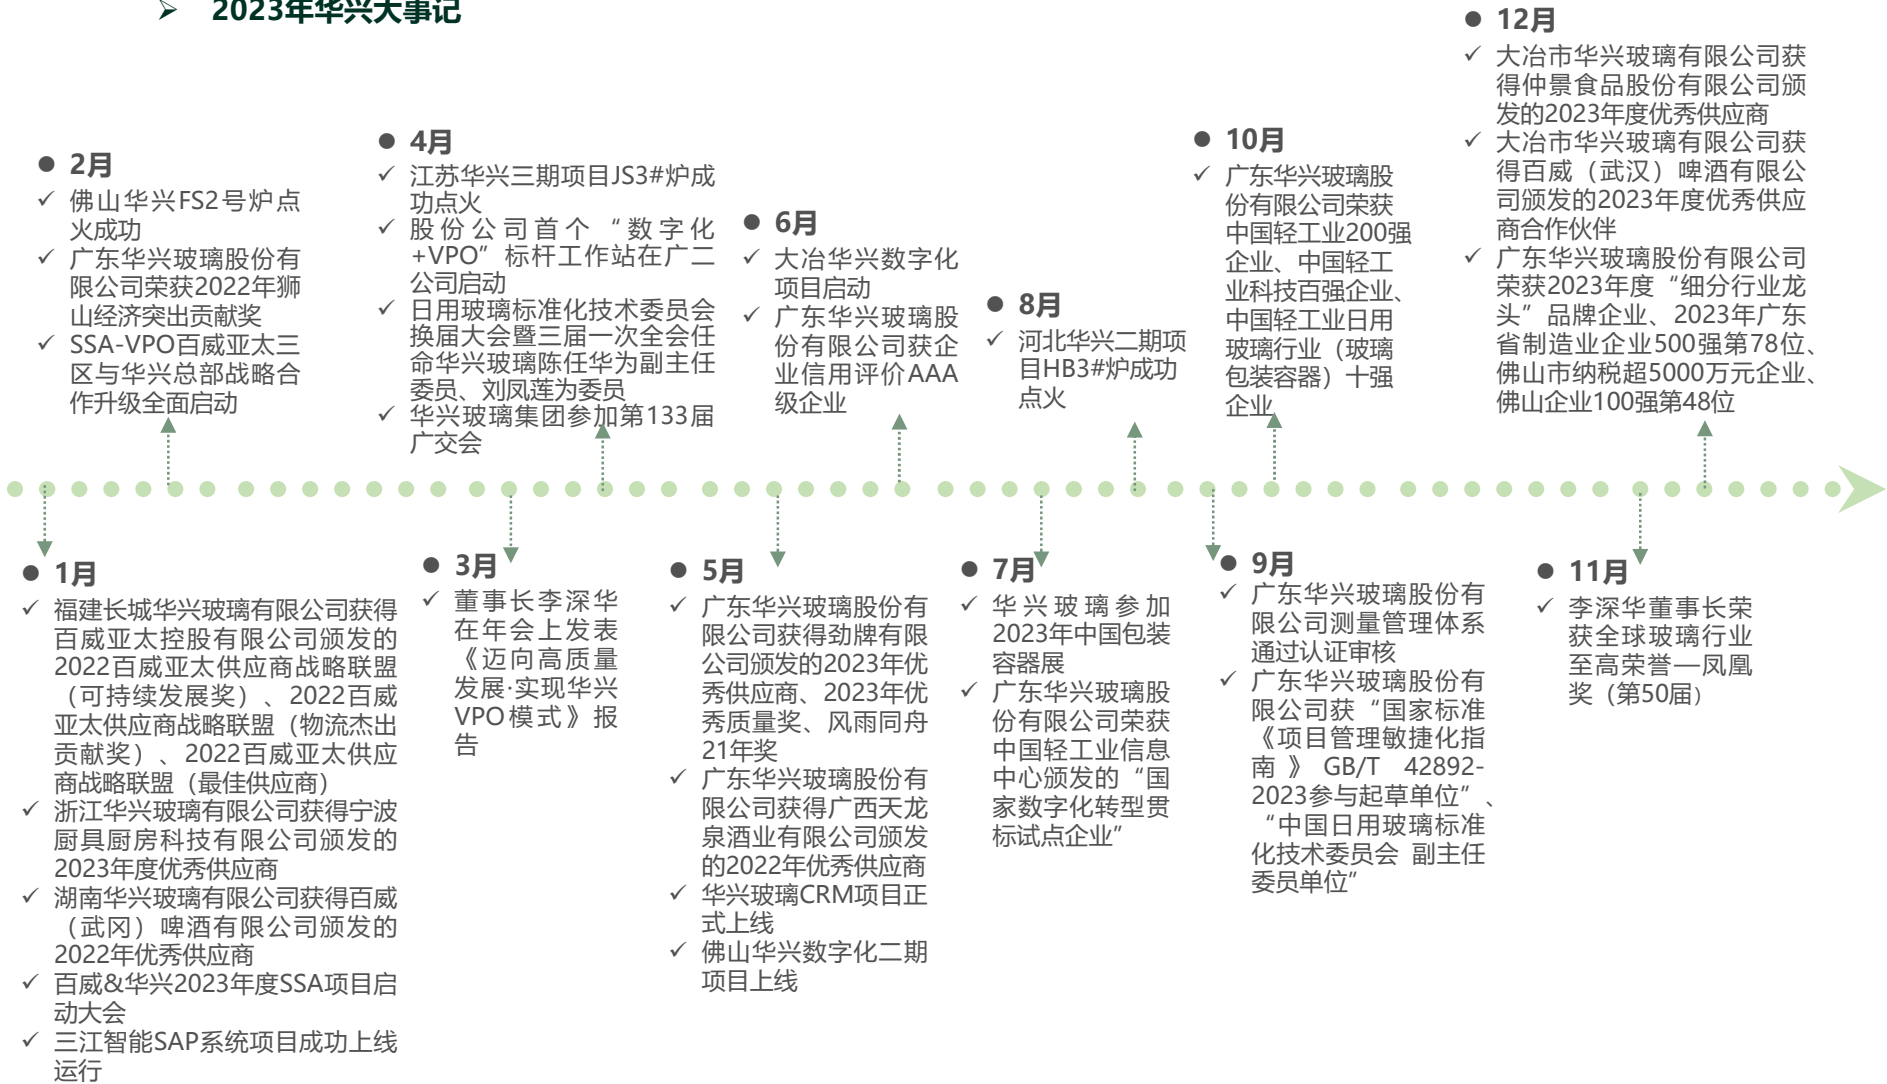 ➢ 2023年华兴大事记
● 1月
✓ 福建长城华兴玻璃有限公司获得
百威亚太控股有限公司颁发的
2022百威亚太供应商战略联盟
（可持续发展奖）、2022百威
亚太供应商战略联盟（物流杰出
贡献奖）、2022百威亚太供应
商战略联盟（最佳供应商）
✓ 浙江华兴玻璃有限公司获得宁波
厨具厨房科技有限公司颁发的
2023年度优秀供应商
✓ 湖南华兴玻璃有限公司获得百威
（武冈）啤酒有限公司颁发的
2022年优秀供应商
✓ 百威&华兴2023年度SSA项目启
动大会
✓ 三江智能SAP系统项目成功上线
运行
● 2月
✓ 佛山华兴FS2号炉点
火成功
✓ 广东华兴玻璃股份有
限公司荣获2022年狮
山经济突出贡献奖
✓ SSA-VPO百威亚太三
区与华兴总部战略合
作升级全面启动
● 3月
✓ 董事长李深华
在年会上发表
《迈向高质量
发展·实现华兴
VPO模式》报
告
● 4月
✓ 江苏华兴三期项目JS3#炉成
功点火
✓ 股份公司首个“数字化
+VPO”标杆工作站在广二
公司启动
✓ 日用玻璃标准化技术委员会
换届大会暨三届一次全会任
命华兴玻璃陈任华为副主任
委员、刘凤莲为委员
✓ 华兴玻璃集团参加第133届
广交会
● 5月
✓ 广东华兴玻璃股份有
限公司获得劲牌有限
公司颁发的2023年优
秀供应商、2023年优
秀质量奖、风雨同舟
21年奖
✓ 广东华兴玻璃股份有
限公司获得广西天龙
泉酒业有限公司颁发
的2022年优秀供应商
✓ 华兴玻璃CRM项目正
式上线
✓ 佛山华兴数字化二期
项目上线
● 6月
✓ 大冶华兴数字化
项目启动
✓ 广东华兴玻璃股
份有限公司获企
业信用评价AAA
级企业
● 7月
✓ 华兴玻璃参加
2023年中国包装
容器展
✓ 广东华兴玻璃股
份有限公司荣获
中国轻工业信息
中心颁发的“国
家数字化转型贯
标试点企业”
● 8月
✓ 河北华兴二期项
目HB3#炉成功
点火
● 9月
✓ 广东华兴玻璃股份有
限公司测量管理体系
通过认证审核
✓ 广东华兴玻璃股份有
限公司获“国家标准
《项目管理敏捷化指
南》GB/T 42892-
2023参与起草单位”、
“中国日用玻璃标准
化技术委员会 副主任
委员单位”
● 10月
✓ 广东华兴玻璃股
份有限公司荣获
中国轻工业200强
企业、中国轻工
业科技百强企业、
中国轻工业日用
玻璃行业（玻璃
包装容器）十强
企业
● 11月
✓ 李深华董事长荣
获全球玻璃行业
至高荣誉—凤凰
奖（第50届）
● 12月
✓ 大冶市华兴玻璃有限公司获
得仲景食品股份有限公司颁
发的2023年度优秀供应商
✓ 大冶市华兴玻璃有限公司获
得百威（武汉）啤酒有限公
司颁发的2023年度优秀供应
商合作伙伴
✓ 广东华兴玻璃股份有限公司
荣获2023年度“细分行业龙
头”品牌企业、2023年广东
省制造业企业500强第78位、
佛山市纳税超5000万元企业、
佛山企业100强第48位